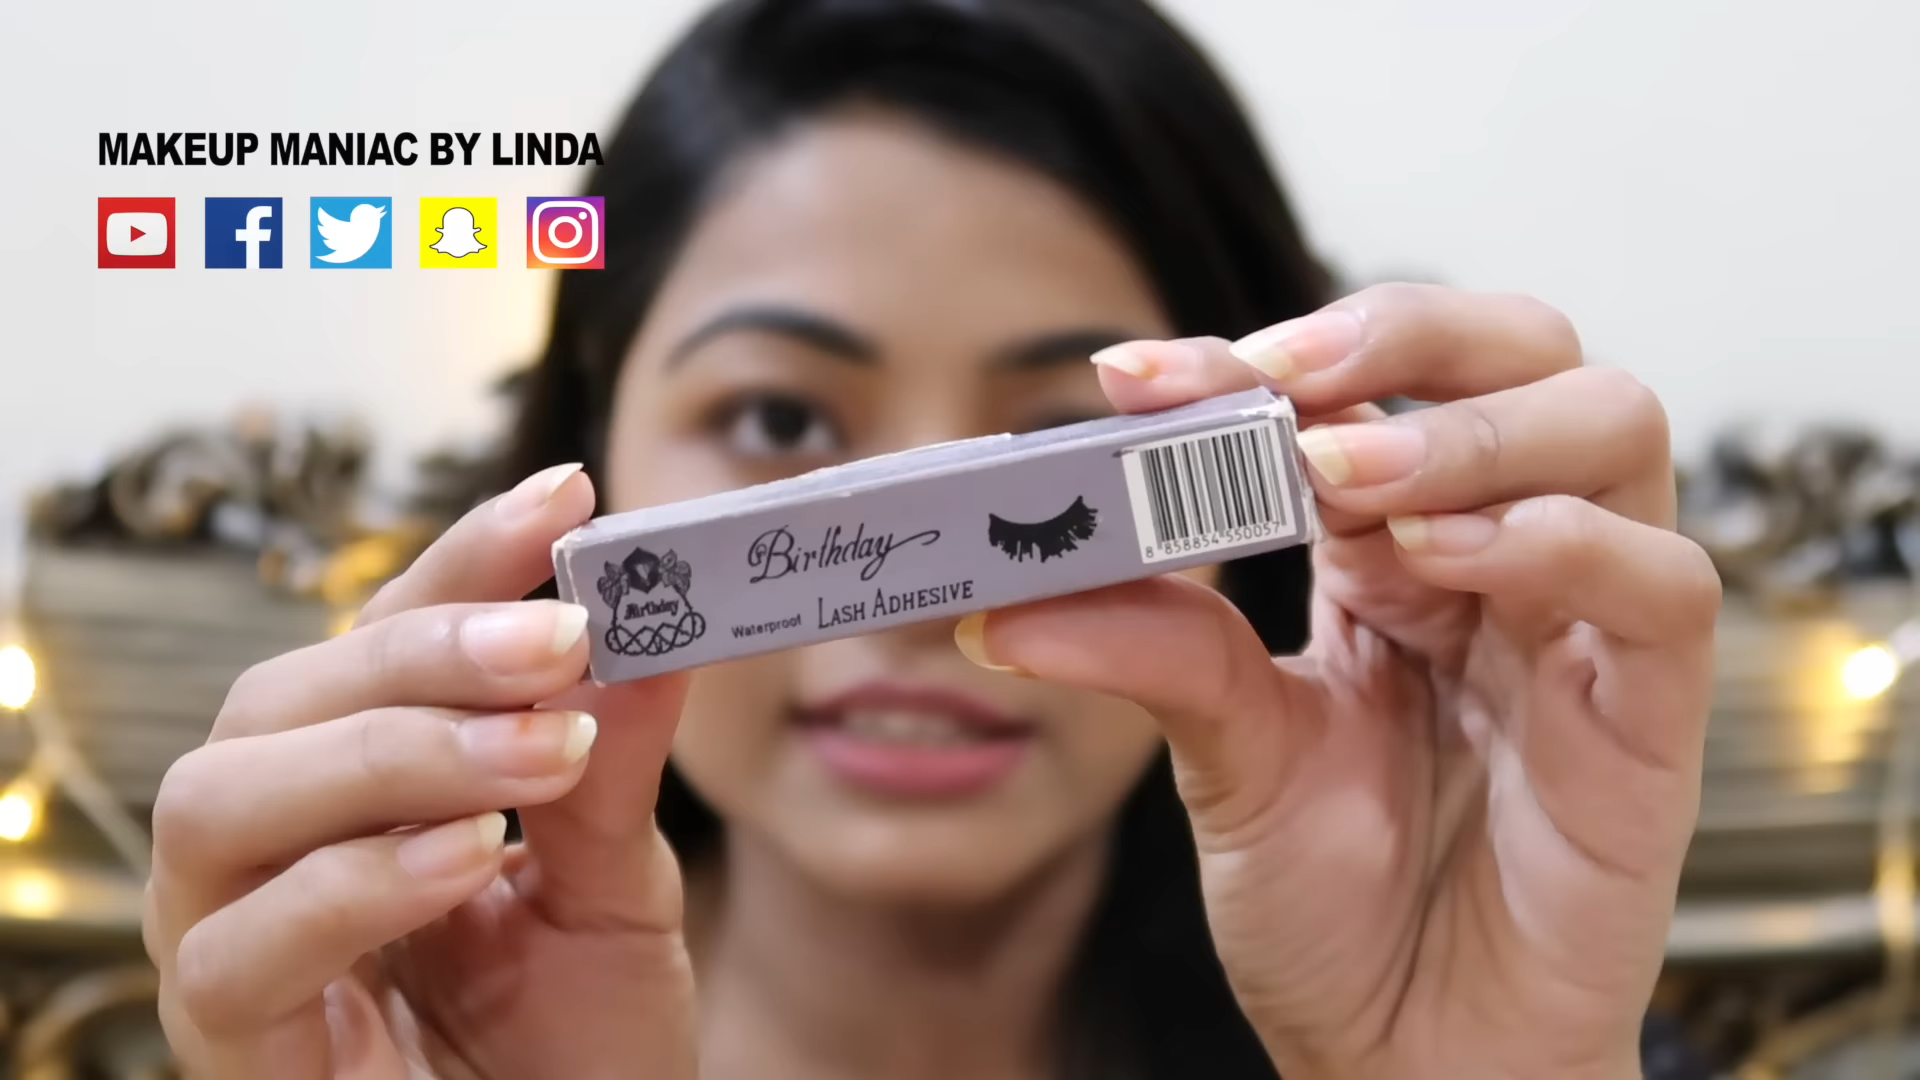 MAKEUP MANIAC BY LINDA
Birthday
Waterproof LASH ADHESIVE
Birthday
8 858854 550057